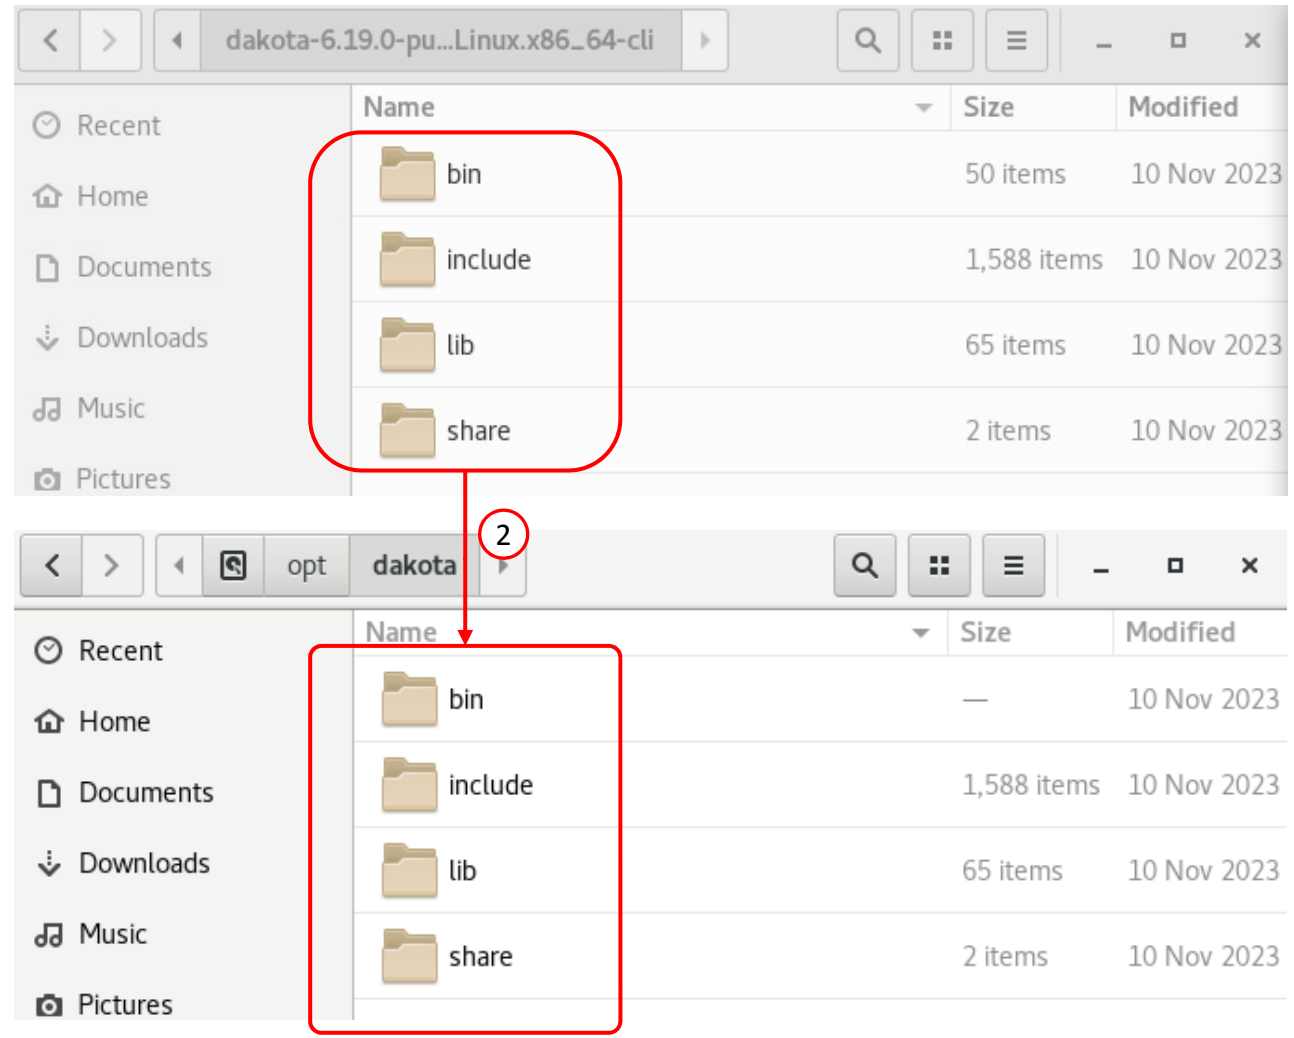 dakota-6.19.0-pu...Linux.x86_64-cli
Name Size Modified
Recent
bin 50 items 10 Nov 2023
Home
include 1,588 items 10 Nov 2023
Documents
Downloads
lib 65 items 10 Nov 2023
Music
share 2 items 10 Nov 2023
Pictures
2
opt dakota
Name Size Modified
Recent
bin — 10 Nov 2023
Home
include 1,588 items 10 Nov 2023
Documents
Downloads
lib 65 items 10 Nov 2023
Music
share 2 items 10 Nov 2023
Pictures